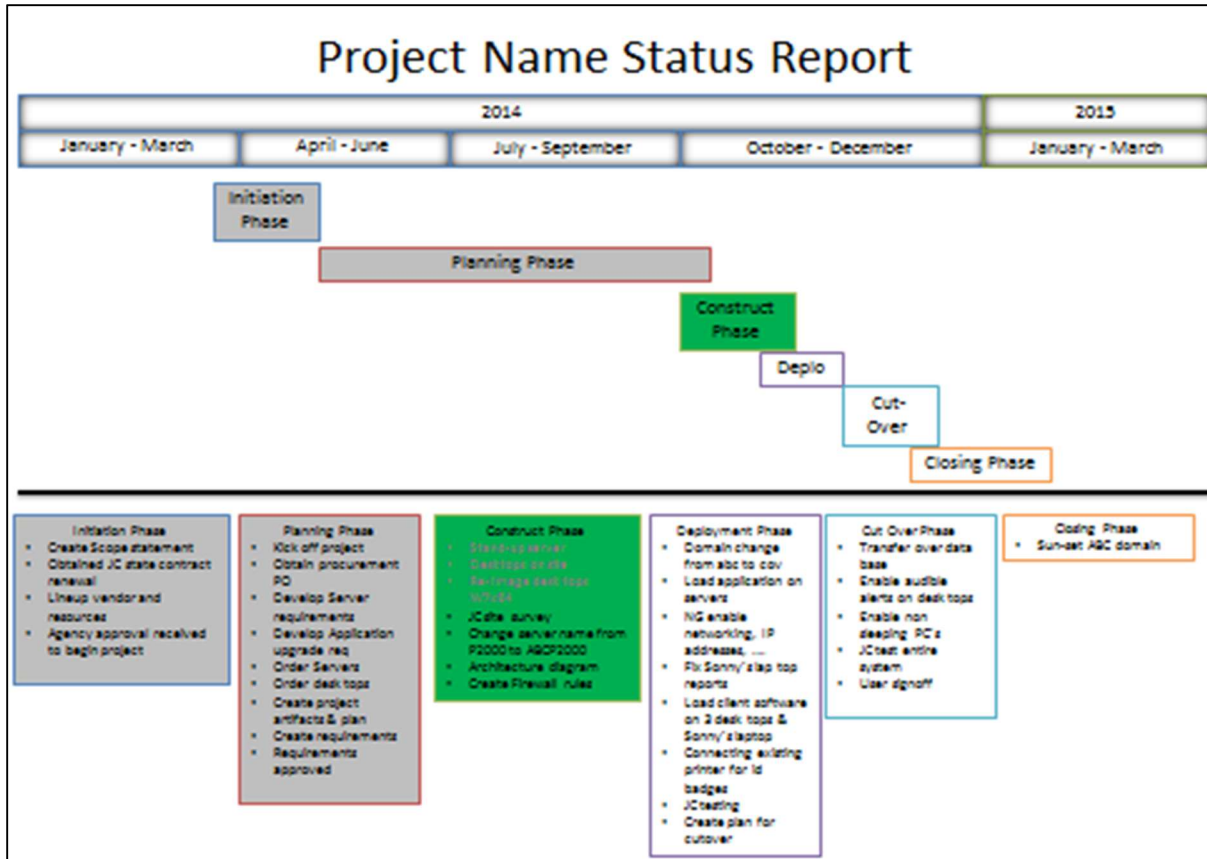 Project Name Status Report
2014
2015
January - March
April - June
July - September
October - December
January - March
Initiation
Phase
Planning Phase
Construct
Phase
Deplo
Cut-
Over
Closing Phase
Initiation Phase
• Create Scope statement
• Obtained JC state contract
renewal
• Lineup vendor and
resources
• Agency approval received
to begin project
Planning Phase
• Kick off project
• Obtain procurement
PO
• Develop Server
requirements
• Develop Application
upgrade req
• Order Servers
• Order desk tops
• Create project
artifacts & plan
• Create requirements
• Requirements
approved
Construct Phase
• Stand-up server
• Desktops on site
• Re-Image desk tops
• JC site survey
• Change server name from
P2000 to ABCP2000
• Architecture diagram
• Create Firewall rules
Deployment Phase
• Domain change
from abc to cov
• Load application on
servers
• NG enable
networking, IP
addresses, ....
• Fix Sonny's lap top
reports
• Load client software
on 3 desk tops &
Sonny's laptop
• Connecting existing
printer for id
badges
• JC testing
• Create plan for
cutover
Cut Over Phase
• Transfer over data
base
• Enable audible
alerts on desk tops
• Enable non
sleeping PC's
• JC test entire
system
• User signoff
Closing Phase
• Sun-set ABC domain